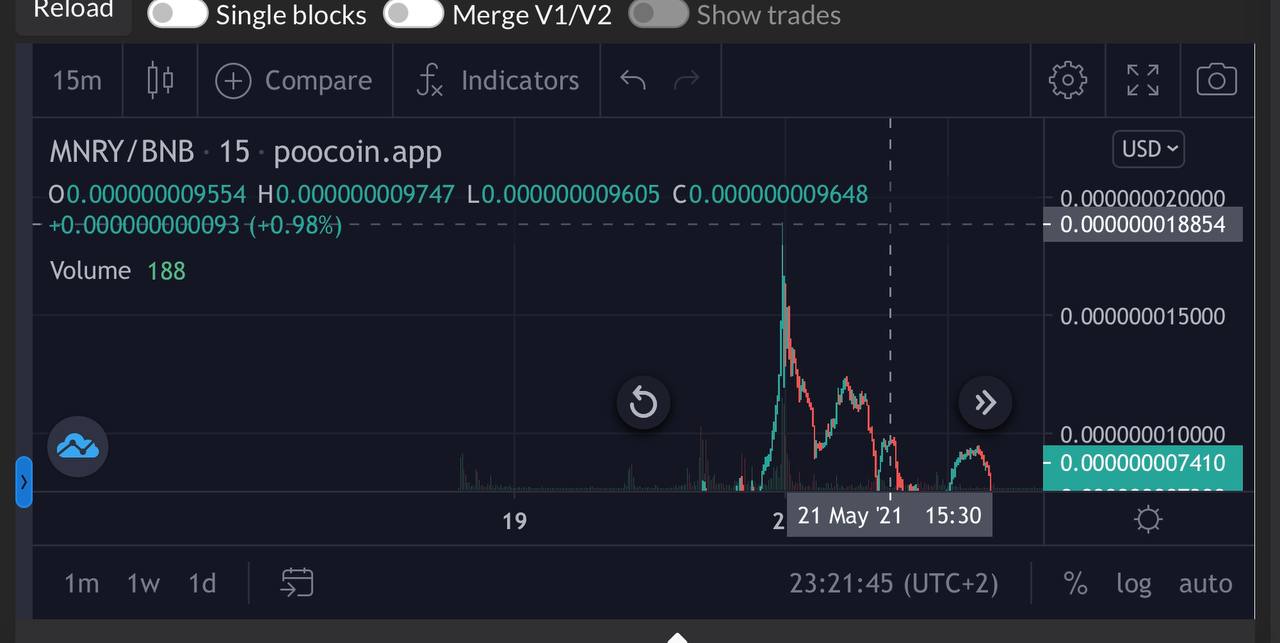 Reload Single blocks Merge V1/V2 Show trades
15m Compare fx Indicators
MNRY/BNB · 15 · poocoin.app
USD
O0.000000009554 H0.000000009747 L0.000000009605 C0.000000009648
0.000000020000
+0.000000000093 (+0.98%)
0.000000018854
Volume 188
0.000000015000
0.000000010000
0.000000007410
19 2 21 May '21 15:30
1m 1w 1d 23:21:45 (UTC+2) % log auto